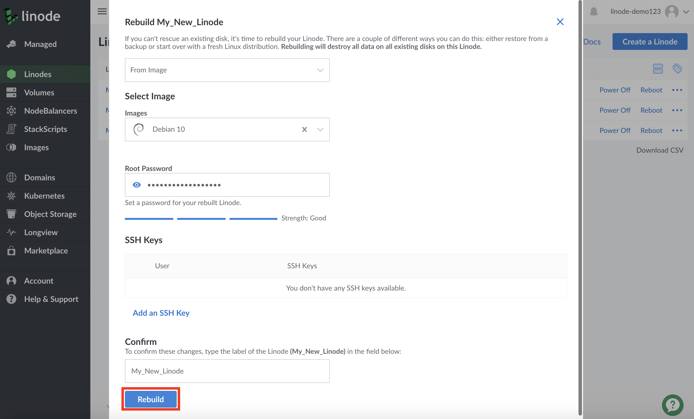 linode
Managed
Linodes
Volumes
NodeBalancers
StackScripts
Images
Domains
Kubernetes
Object Storage
Longview
Marketplace
Account
Help & Support
Rebuild My_New_Linode
If you can't rescue an existing disk, it's time to rebuild your Linode. There are a couple of different ways you can do this: either restore from a
backup or start over with a fresh Linux distribution. Rebuilding will destroy all data on all existing disks on this Linode.
From Image
Select Image
Images
Debian 10
Root Password
••••••••••••••••••
Set a password for your rebuilt Linode.
Strength: Good
SSH Keys
User SSH Keys
You don't have any SSH keys available.
Add an SSH Key
Confirm
To confirm these changes, type the label of the Linode (My_New_Linode) in the field below:
My_New_Linode
Rebuild
linode-demo123
Docs Create a Linode
Power Off Reboot
Power Off Reboot
Power Off Reboot
Download CSV